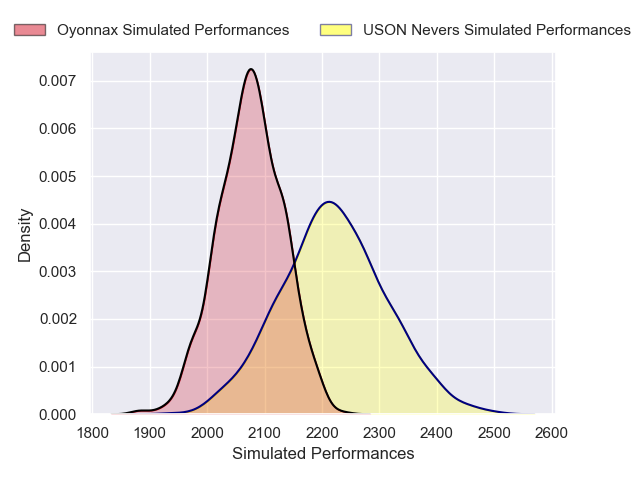 Oyonnax Simulated Performances USON Nevers Simulated Performances
0.007
0.006
0.005
0.004
0.003
0.002
0.001
0.000
Density
1800 1900 2000 2100 2200 2300 2400 2500 2600
Simulated Performances